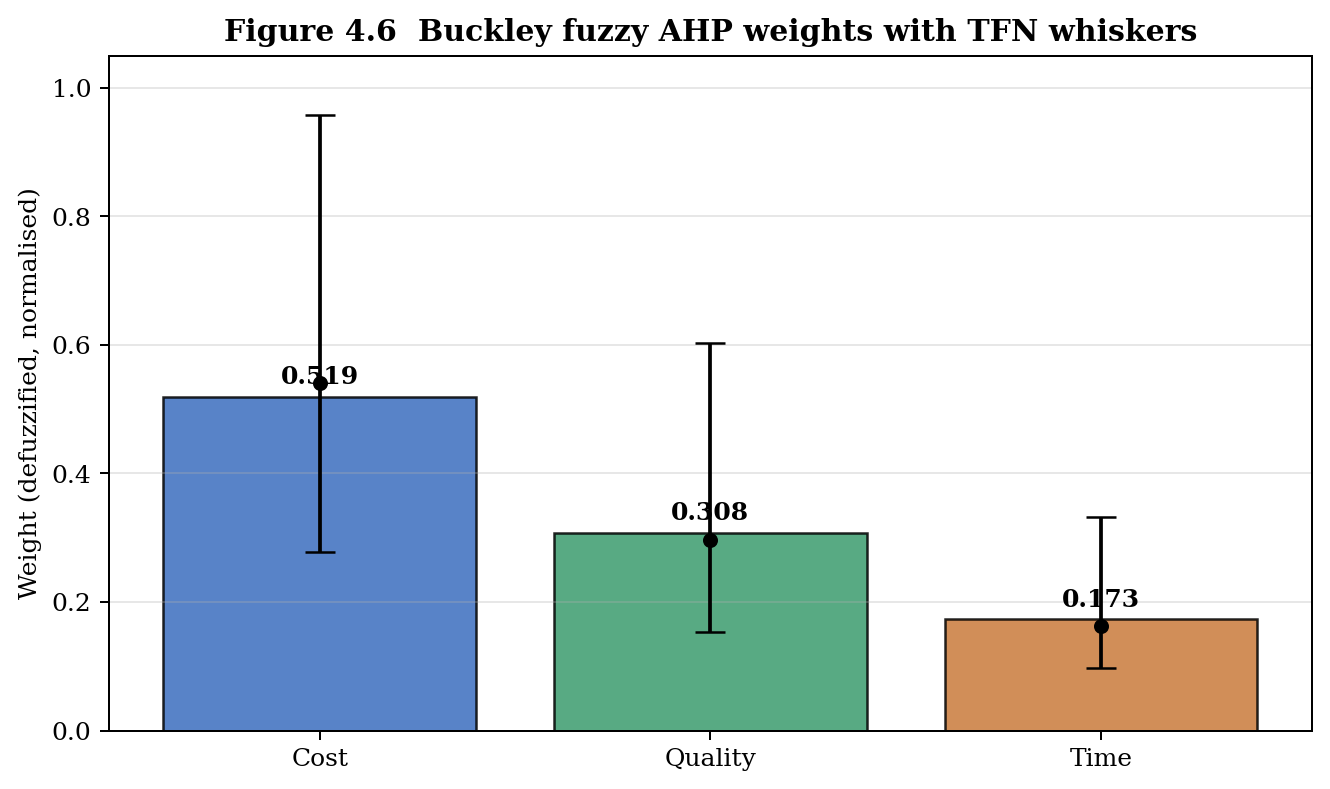 Figure 4.6  Buckley fuzzy AHP weights with TFN whiskers
Weight (defuzzified, normalised)
1.0
0.8
0.6
0.4
0.2
0.0
0.519
0.308
0.173
Cost
Quality
Time